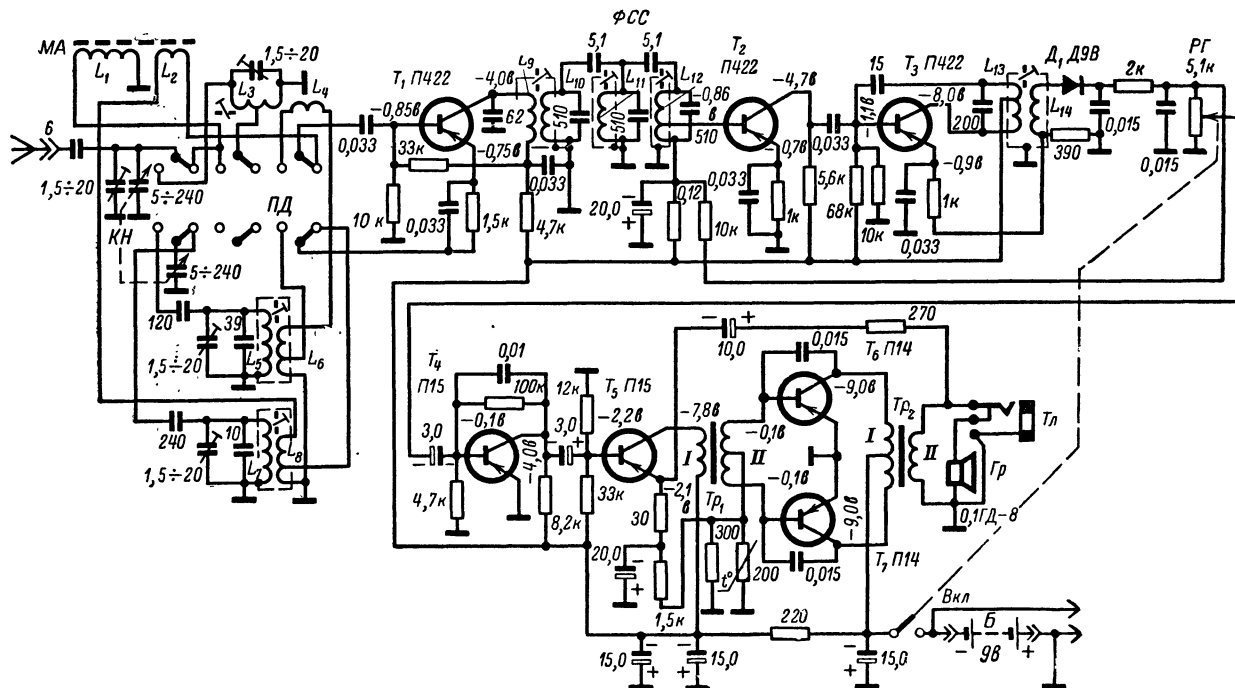 ФСС
МА
L₁
L₂
1,5÷20
L₃
L₄
6
1,5÷20
5÷240
ПД
КН
5÷240
120
39
1,5÷20
L₅
L₆
240
10
1,5÷20
L₇
L₈
0,033
−0,85в
T₁ П422
−4,0в
33к
−0,75в
10к
0,033
1,5к
62
L₉
L₁₀
510
0,033
4,7к
5,1
5,1
L₁₁
510
L₁₂
−0,86
в
510
20,0
− +
0,12
10к
T₂
П422
−4,7в
−0,7в
0,033
1к
0,033
5,6к
15
−1,1в
T₃ П422
−8,0в
−0,9в
68к
10к
0,033
1к
200
L₁₃
L₁₄
Д₁ Д9В
390
0,015
2к
0,015
РГ
5,1к
T₄
П15
0,01
100к
−0,1в
3,0
4,7к
−4,0в
8,2к
3,0
+
12к
T₅ П15
−2,2в
33к
−2,1
в
30
20,0
− +
1,5к
− +
10,0
270
−7,8в
I
II
Тр₁
300
t°
200
−0,1в
−0,1в
0,015
T₆ П14
−9,0в
−9,0в
0,015
T₇ П14
Тр₂
I
II
Тл
Гр
0,1ГД-8
220
Вкл
Б
− +
9В
15,0
− +
15,0
− +
15,0
− +